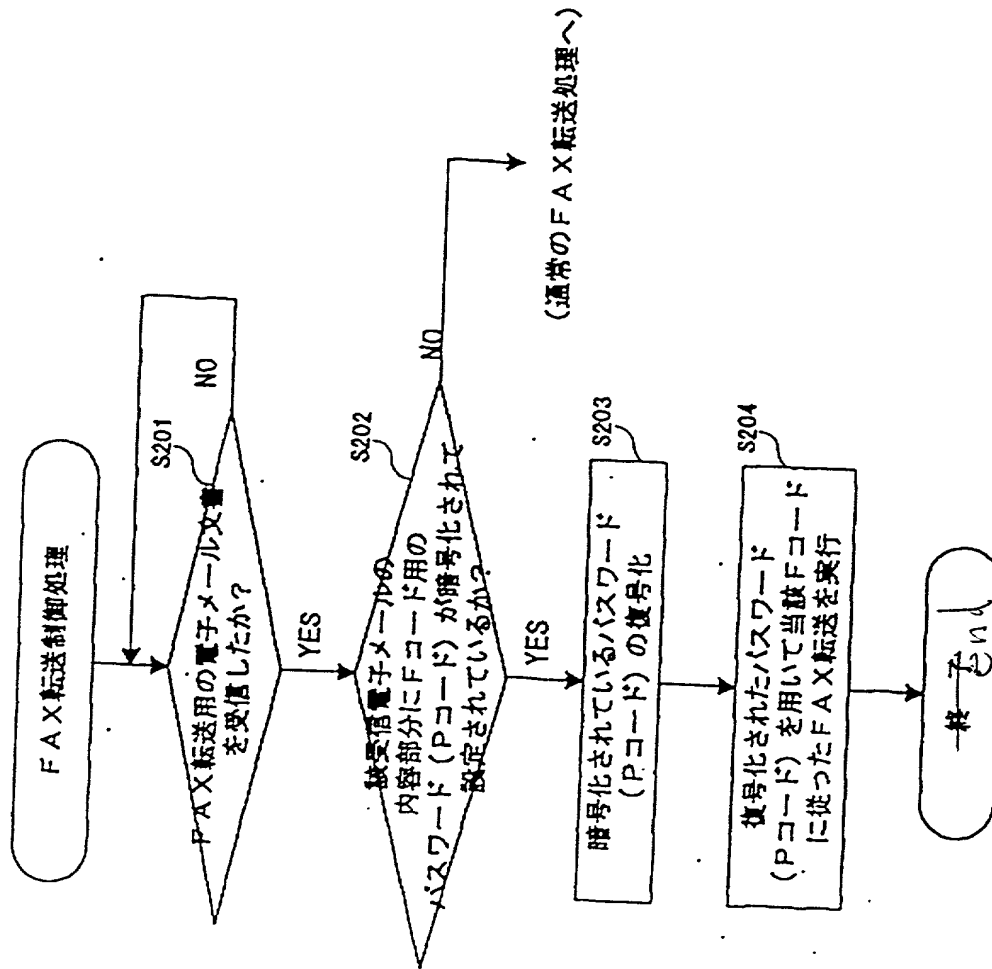 FAX転送制御処理
S201
FAX転送用の電子メール文書
を受信したか?
NO
YES
S202
該受信電子メールの
内容部分にFコード用の
パスワード(Pコード)が暗号化されて
設定されているか?
NO
(通常のFAX転送処理へ)
YES
S203
暗号化されているパスワード
(Pコード)の復号化
S204
復号化されたパスワード
(Pコード)を用いて当該Fコード
に従ったFAX転送を実行
終了
end